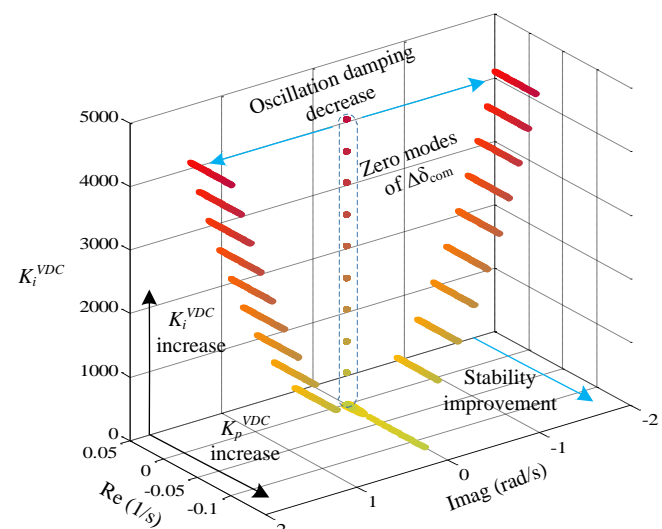 Oscillation damping
decrease
Zero modes
of Δδcom
5000
4000
3000
2000
1000
0
Ki^VDC
Ki^VDC
increase
Kp^VDC
increase
Stability
improvement
0.05
0
-0.05
-0.1
Re (1/s)
2
1
0
-1
-2
Imag (rad/s)